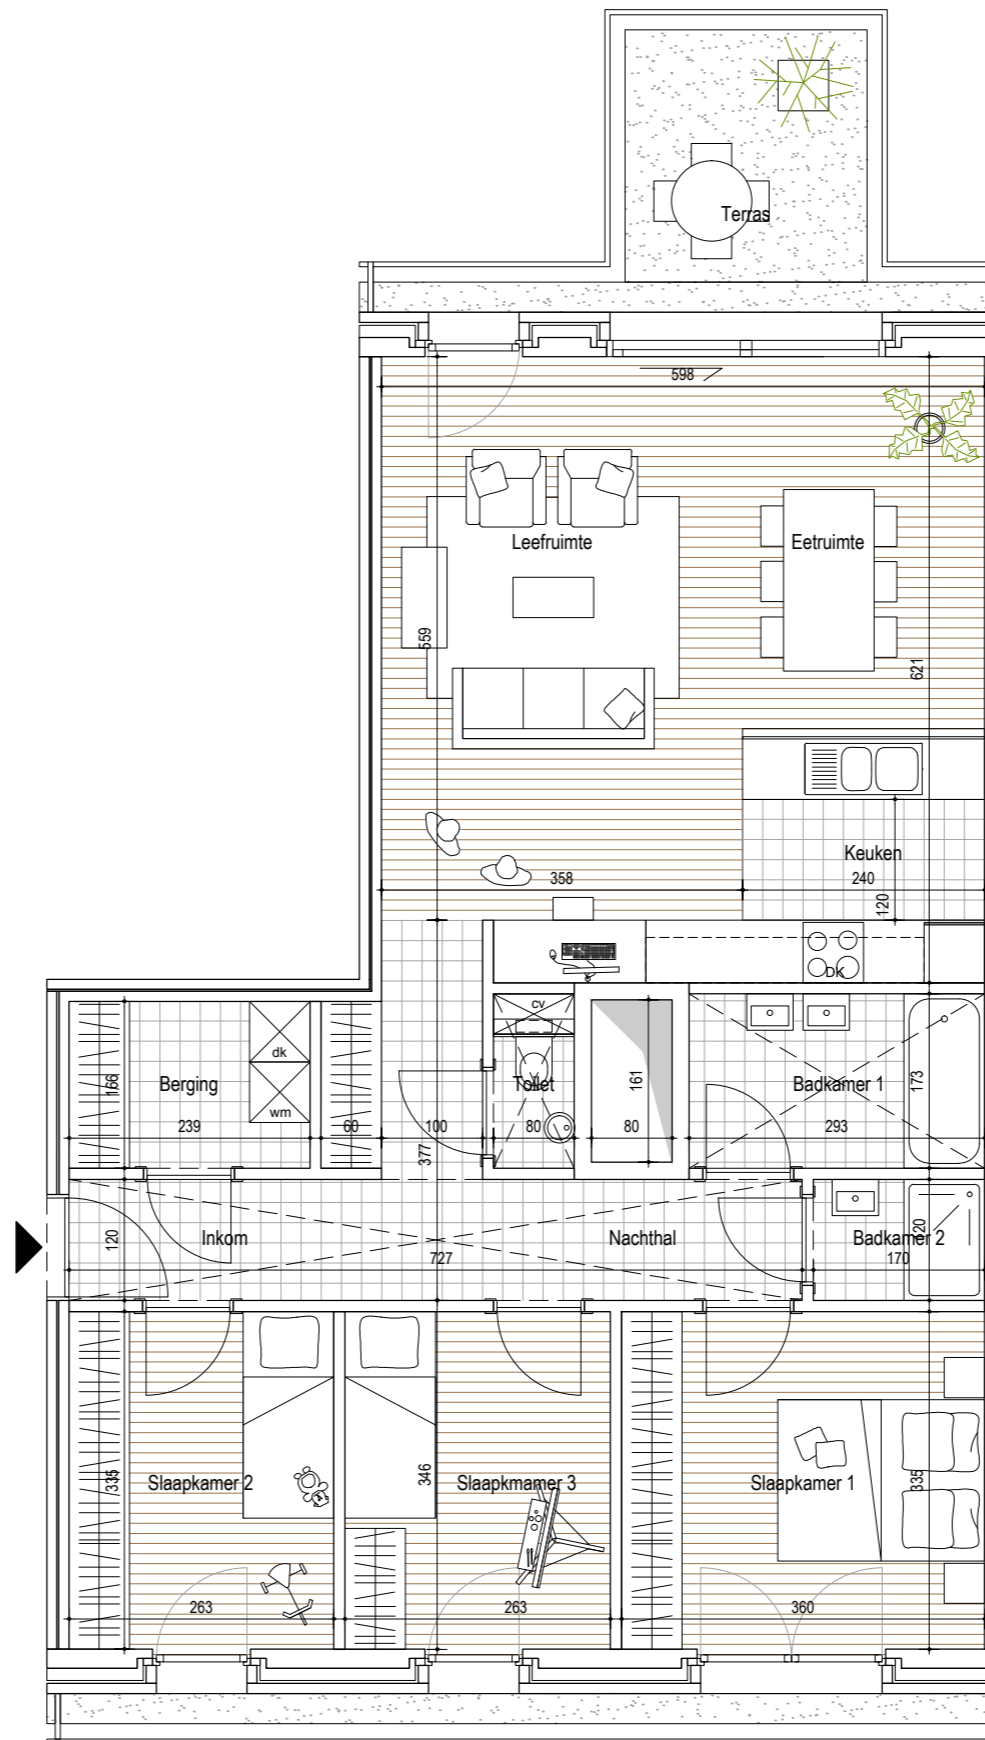 Terras
598
Leefruimte
Eetruimte
559
621
Keuken
358
240
120
DK
cv
dk
166
Berging
Toilet
161
Badkamer 1
173
wm
239
60
100
80
80
293
377
120
Inkom
Nachthal
Badkamer 2
120
727
170
335
Slaapkamer 2
346
Slaapkmamer 3
Slaapkamer 1
335
263
263
360